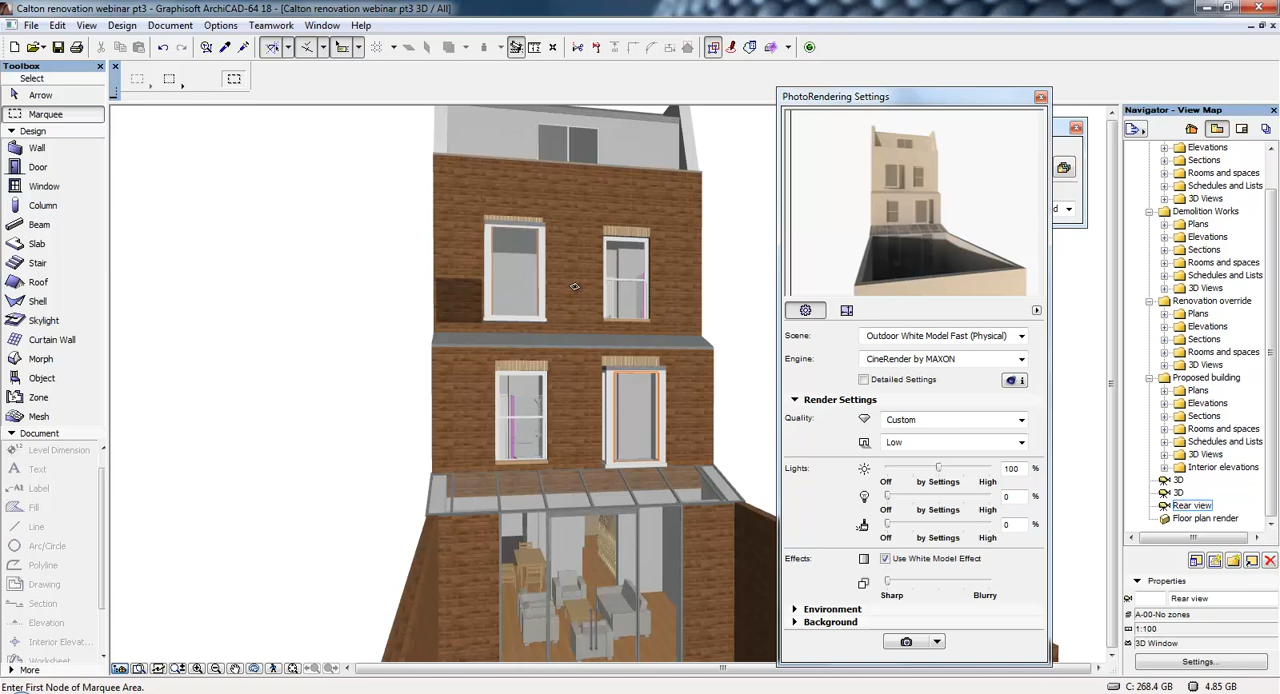 Calton renovation webinar pt3 - Graphisoft ArchiCAD-64 18 - [Calton renovation webinar pt3 3D / All]
File Edit View Design Document Options Teamwork Window Help
Toolbox
Select
Arrow
Marquee
Design
Wall
Door
Window
Column
Beam
Slab
Stair
Roof
Shell
Skylight
Curtain Wall
Morph
Object
Zone
Mesh
Document
Level Dimension
Text
Label
Fill
Line
Arc/Circle
Polyline
Drawing
Section
Elevation
Interior Elevat...
Worksheet
More
PhotoRendering Settings
Scene: Outdoor White Model Fast (Physical)
Engine: CineRender by MAXON
Detailed Settings
Render Settings
Quality: Custom
Low
Lights: 100 %
Off by Settings High
0 %
Off by Settings High
0 %
Off by Settings High
Effects: Use White Model Effect
Sharp Blurry
Environment
Background
d
Navigator - View Map
Elevations
Sections
Rooms and spaces
Schedules and Lists
3D Views
Demolition Works
Plans
Elevations
Sections
Rooms and spaces
Schedules and Lists
3D Views
Renovation override
Plans
Elevations
Sections
Rooms and spaces
3D Views
Proposed building
Plans
Elevations
Sections
Rooms and spaces
Schedules and Lists
3D Views
Interior elevations
3D
3D
Rear view
Floor plan render
Properties
Rear view
A-00-No zones
1:100
3D Window
Settings...
Enter First Node of Marquee Area.
C: 268.4 GB
4.85 GB